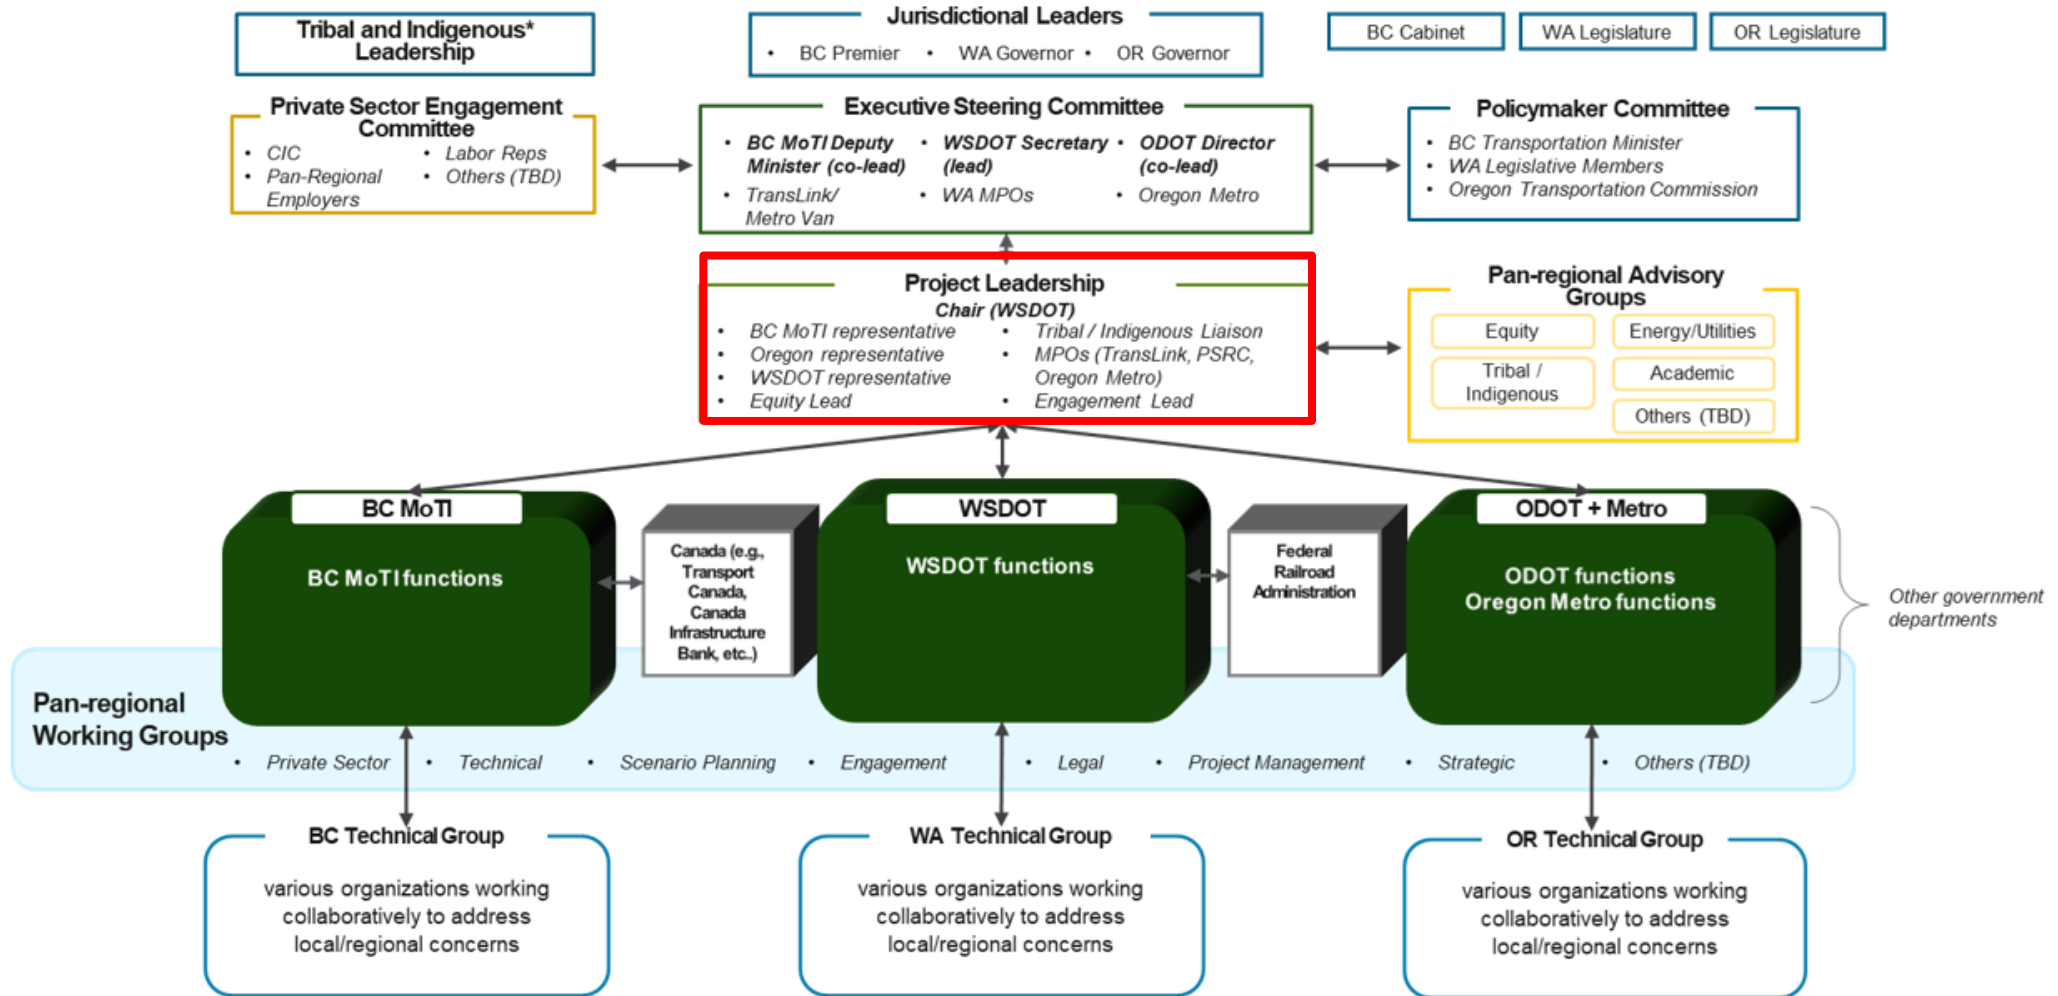 Tribal and Indigenous*
Leadership
Jurisdictional Leaders
• BC Premier • WA Governor • OR Governor
BC Cabinet
WA Legislature
OR Legislature
Private Sector Engagement
Committee
• CIC
• Pan-Regional
Employers
• Labor Reps
• Others (TBD)
Executive Steering Committee
• BC MoTI Deputy
Minister (co-lead)
• TransLink/
Metro Van
• WSDOT Secretary
(lead)
• WA MPOs
• ODOT Director
(co-lead)
• Oregon Metro
Policymaker Committee
• BC Transportation Minister
• WA Legislative Members
• Oregon Transportation Commission
Project Leadership
Chair (WSDOT)
• BC MoTI representative
• Oregon representative
• WSDOT representative
• Equity Lead
• Tribal / Indigenous Liaison
• MPOs (TransLink, PSRC,
Oregon Metro)
• Engagement Lead
Pan-regional Advisory
Groups
Equity
Energy/Utilities
Tribal /
Indigenous
Academic
Others (TBD)
BC MoTI
BC MoTI functions
Canada (e.g.,
Transport
Canada,
Canada
Infrastructure
Bank, etc..)
WSDOT
WSDOT functions
Federal
Railroad
Administration
ODOT + Metro
ODOT functions
Oregon Metro functions
Other government
departments
Pan-regional
Working Groups
• Private Sector • Technical • Scenario Planning • Engagement • Legal • Project Management • Strategic • Others (TBD)
BC Technical Group
various organizations working
collaboratively to address
local/regional concerns
WA Technical Group
various organizations working
collaboratively to address
local/regional concerns
OR Technical Group
various organizations working
collaboratively to address
local/regional concerns